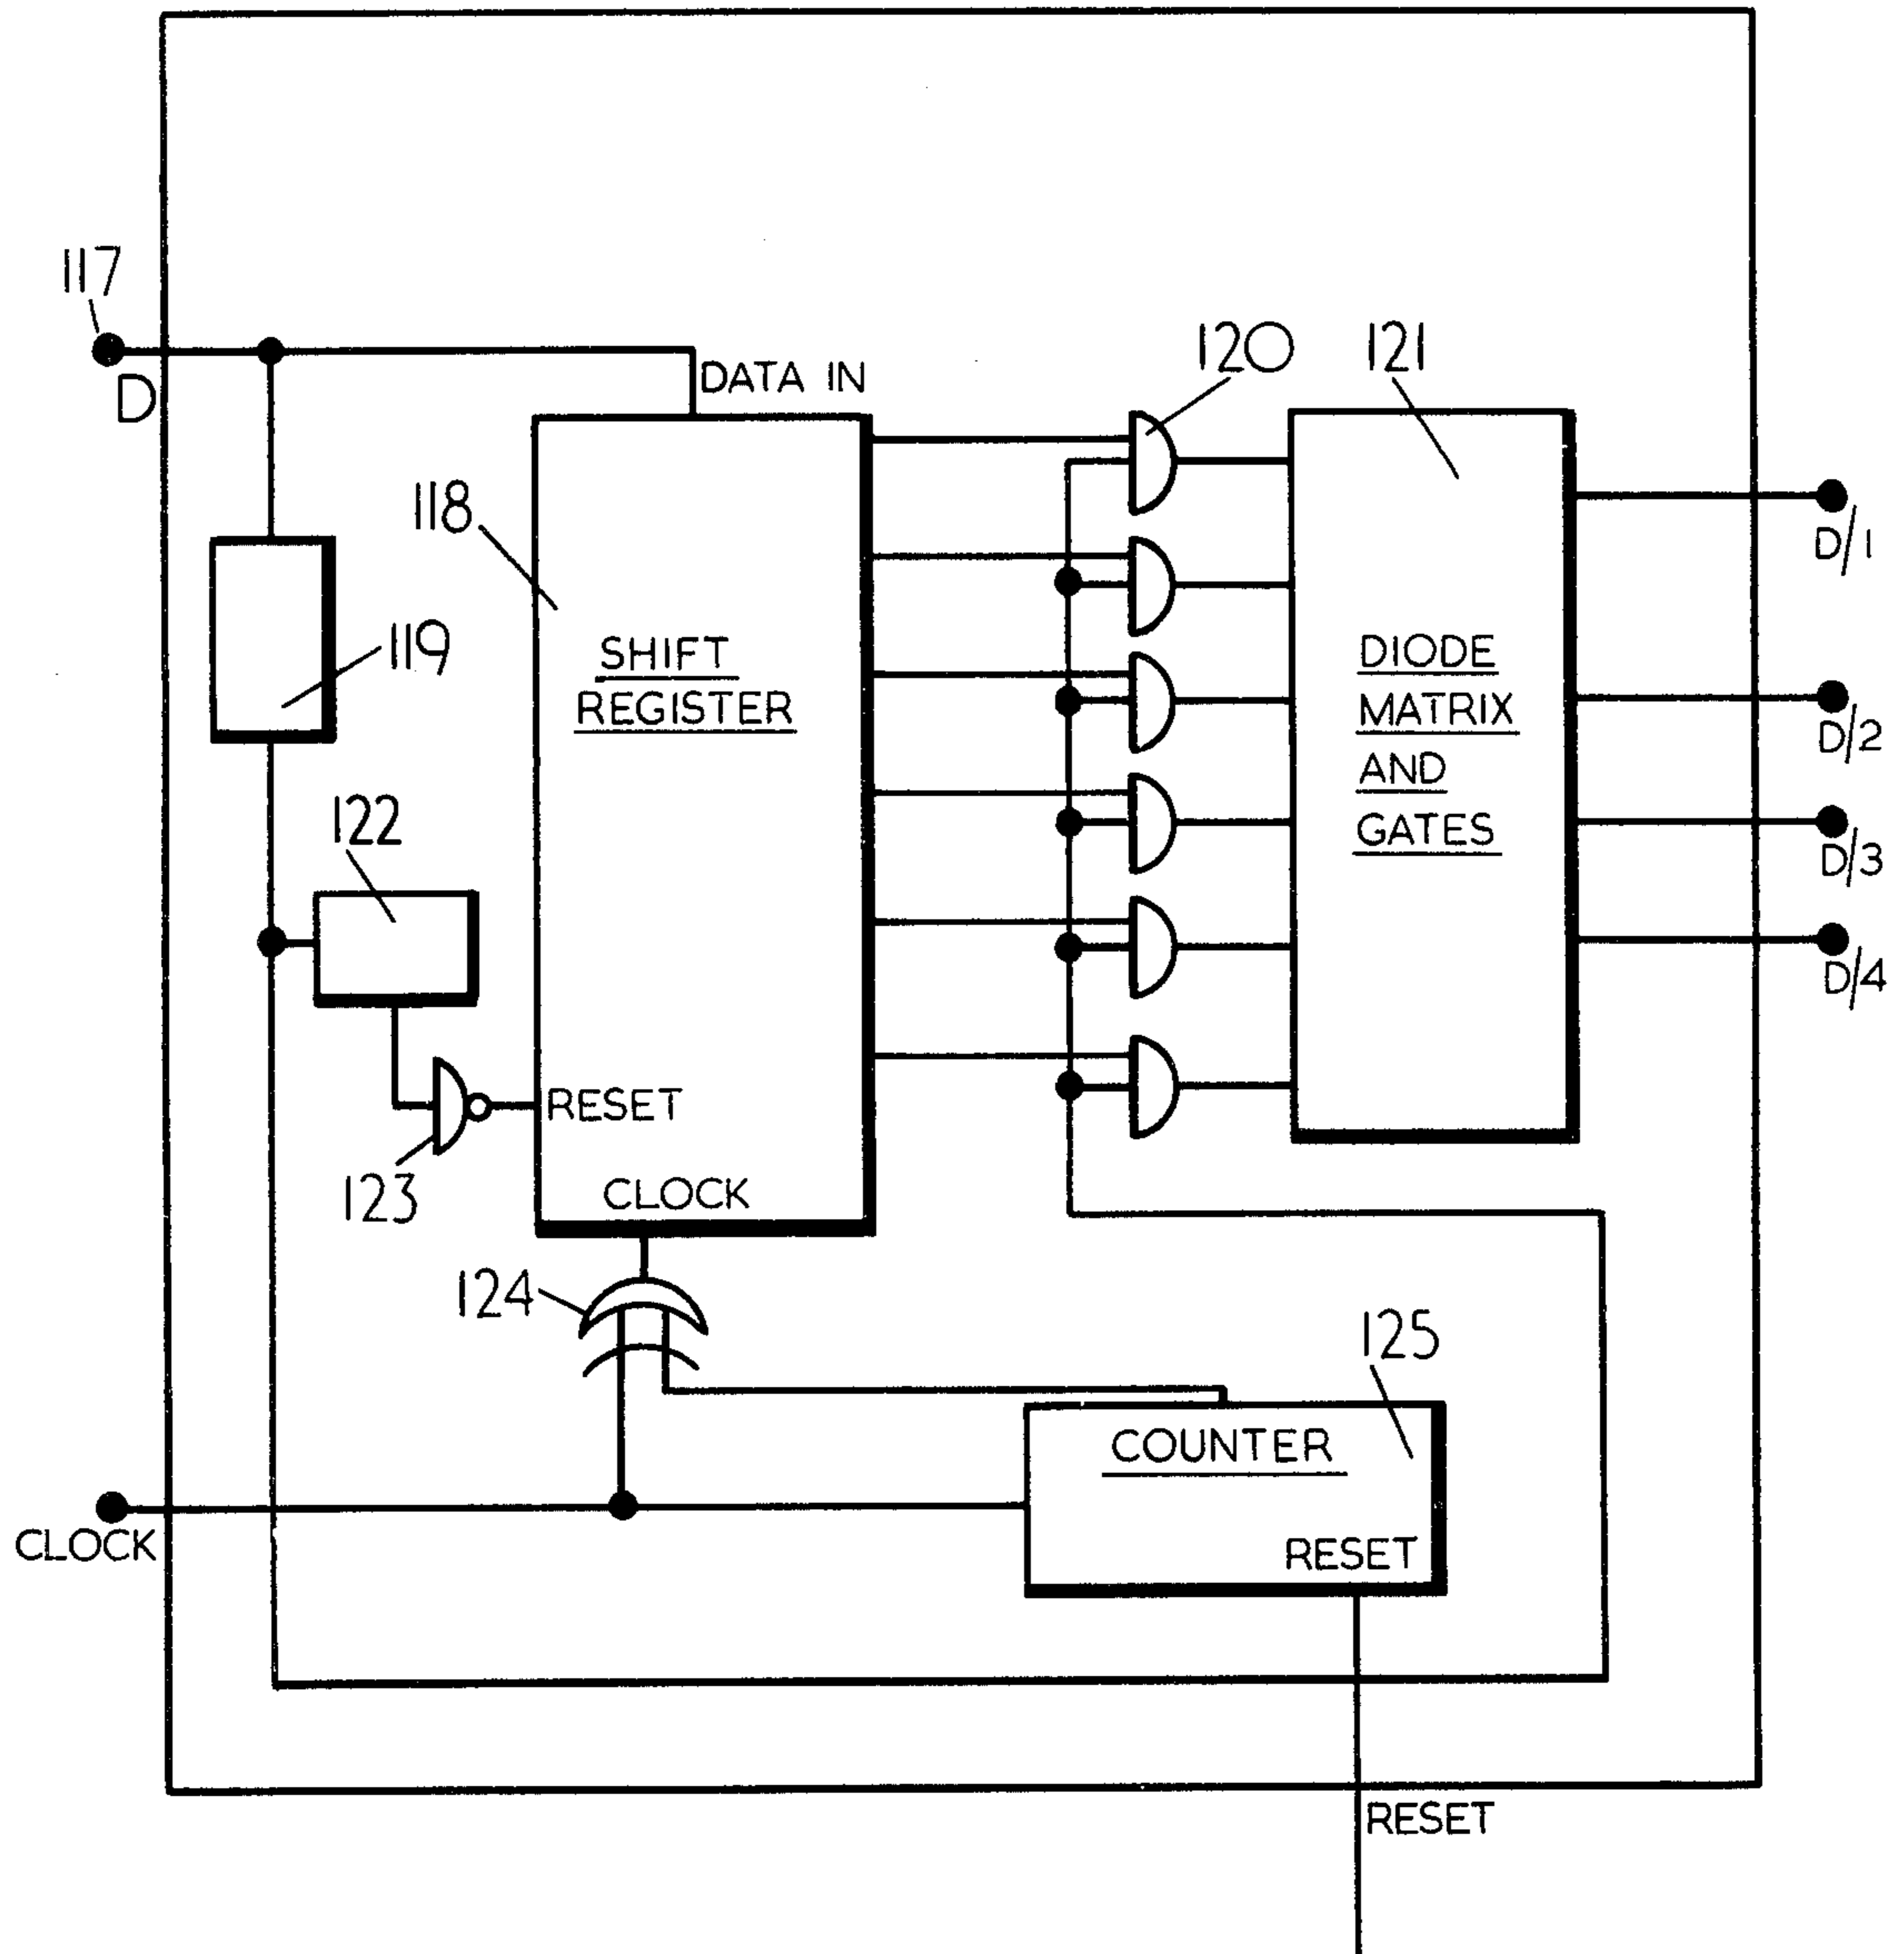 117
D
DATA IN
120
121
118
D/1
119
SHIFT
REGISTER
DIODE
MATRIX
AND
GATES
D/2
122
D/3
D/4
RESET
123
CLOCK
124
125
COUNTER
CLOCK
RESET
RESET